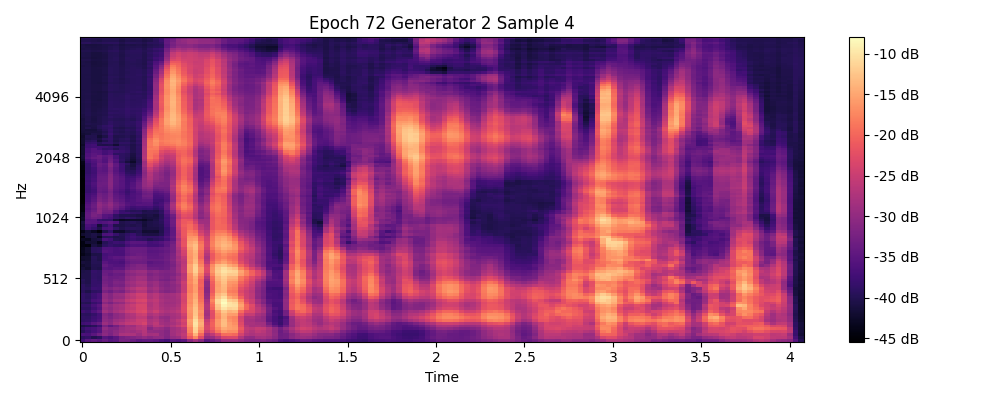 Epoch 72 Generator 2 Sample 4
Hz
4096
2048
1024
512
0
0 0.5 1 1.5 2 2.5 3 3.5 4
Time
-10 dB
-15 dB
-20 dB
-25 dB
-30 dB
-35 dB
-40 dB
-45 dB